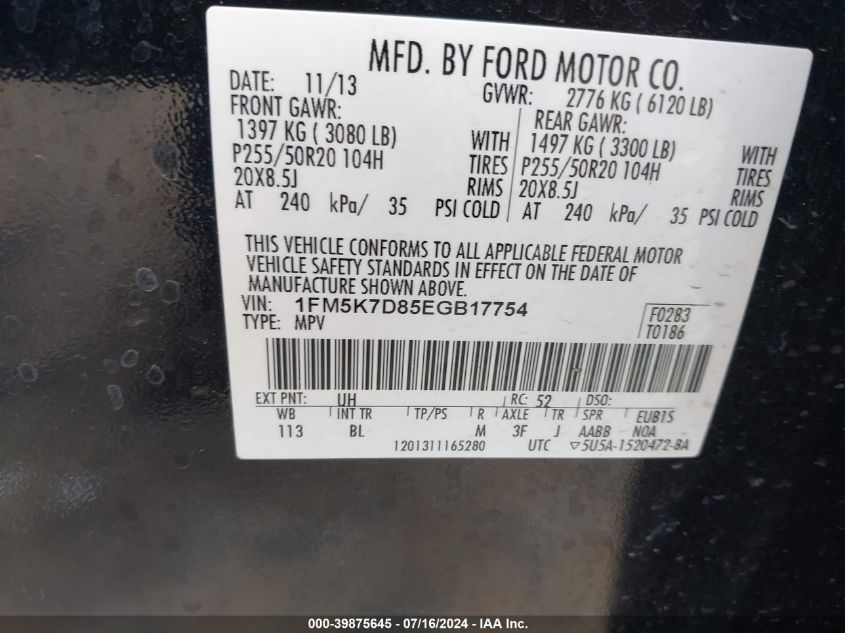 MFD. BY FORD MOTOR CO.
DATE: 11/13 GVWR: 2776 KG ( 6120 LB)
FRONT GAWR: REAR GAWR:
1397 KG ( 3080 LB) WITH 1497 KG ( 3300 LB) WITH
P255/50R20 104H TIRES P255/50R20 104H TIRES
20X8.5J RIMS 20X8.5J RIMS
AT 240 kPa/ 35 PSI COLD AT 240 kPa/ 35 PSI COLD
THIS VEHICLE CONFORMS TO ALL APPLICABLE FEDERAL MOTOR
VEHICLE SAFETY STANDARDS IN EFFECT ON THE DATE OF
MANUFACTURE SHOWN ABOVE.
VIN: 1FM5K7D85EGB17754 F0283
TYPE: MPV T0186
EXT PNT: UH RC: 52 DSO:
WB INT TR TP/PS R AXLE TR SPR EUB1S
113 BL M 3F J AABB NOA
1201311165280 UTC ▽5U5A-1520472-BA
000-39875645 / 07/16/2024 / IAA Inc.